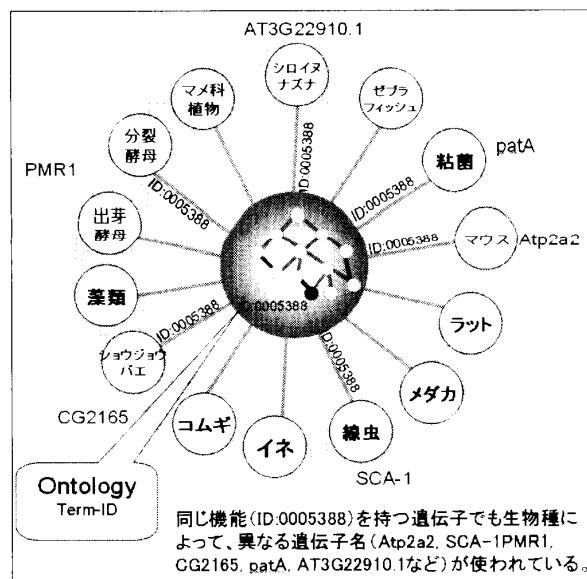 AT3G22910.1
シロイヌ
ナズナ
ゼブラ
フィッシュ
マメ科
植物
分裂
酵母
粘菌
patA
PMR1
ID:0005388
ID:0005388
ID:0005388
出芽
酵母
マウス
Atp2a2
ID:0005388
藻類
ID:0005388
ラット
ショウジョウ
バエ
ID:0005388
ID:0005388
メダカ
CG2165
コムギ
イネ
線虫
SCA-1
Ontology
Term-ID
同じ機能(ID:0005388)を持つ遺伝子でも生物種に
よって、異なる遺伝子名(Atp2a2, SCA-1PMR1,
CG2165, patA, AT3G22910.1など)が使われている。